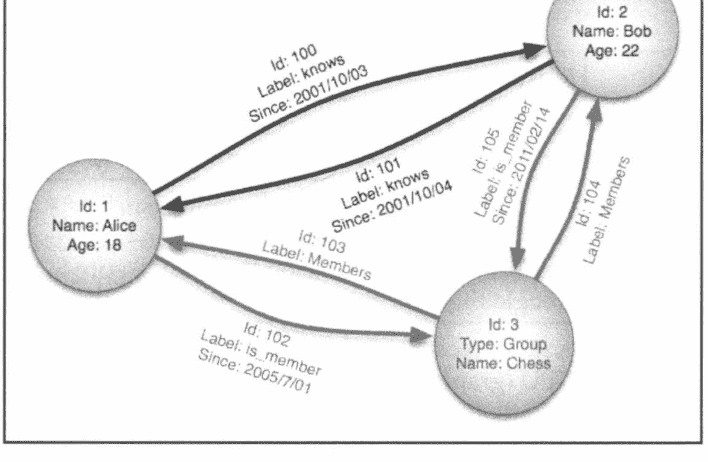 Id: 2
Name: Bob
Age: 22
Id: 100
Label: knows
Since: 2001/10/03
Id: 101
Label: knows
Since: 2001/10/04
Id: 105
Label: is_member
Since: 2011/02/14
Id: 104
Label: Members
Id: 1
Name: Alice
Age: 18
Id: 103
Label: Members
Id: 102
Label: is_member
Since: 2005/7/01
Id: 3
Type: Group
Name: Chess